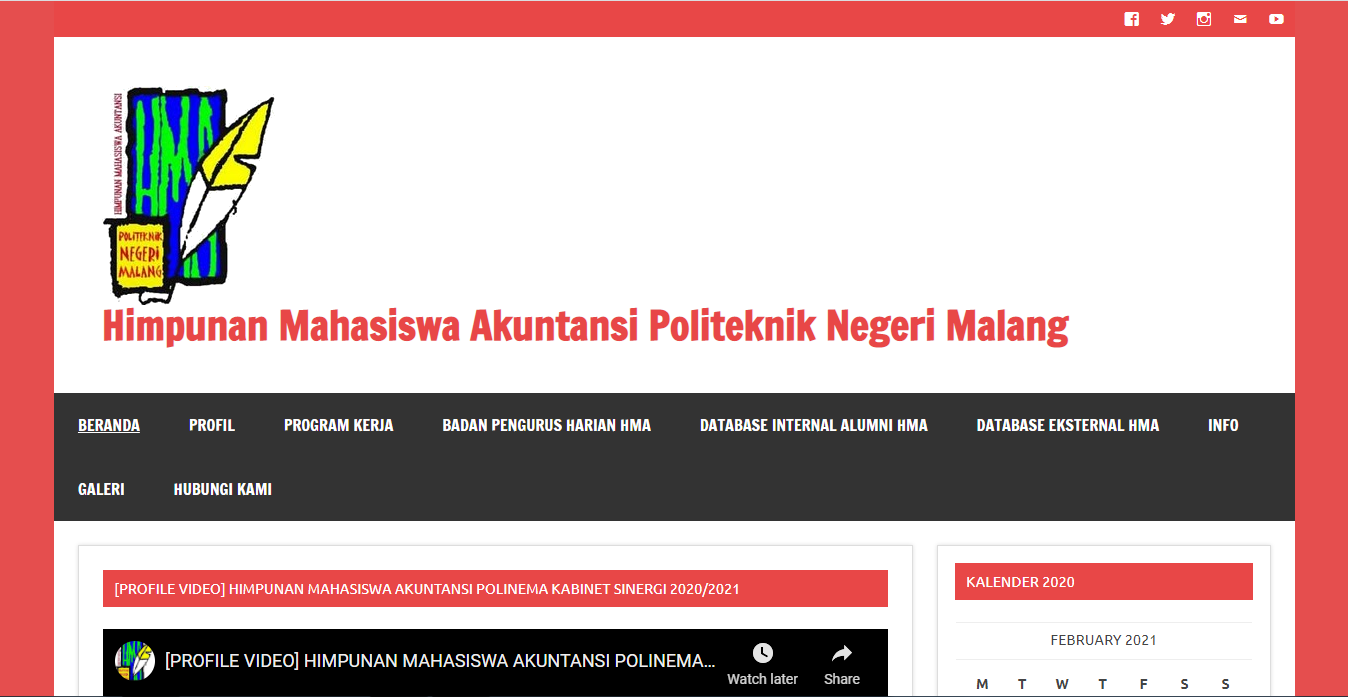 HIMPUNAN MAHASISWA AKUNTANSI
HMA
POLITEKNIK
NEGERI
MALANG
Himpunan Mahasiswa Akuntansi Politeknik Negeri Malang
BERANDA PROFIL PROGRAM KERJA BADAN PENGURUS HARIAN HMA DATABASE INTERNAL ALUMNI HMA DATABASE EKSTERNAL HMA INFO
GALERI HUBUNGI KAMI
[PROFILE VIDEO] HIMPUNAN MAHASISWA AKUNTANSI POLINEMA KABINET SINERGI 2020/2021
[PROFILE VIDEO] HIMPUNAN MAHASISWA AKUNTANSI POLINEMA...
Watch later Share
KALENDER 2020
FEBRUARY 2021
M T W T F S S